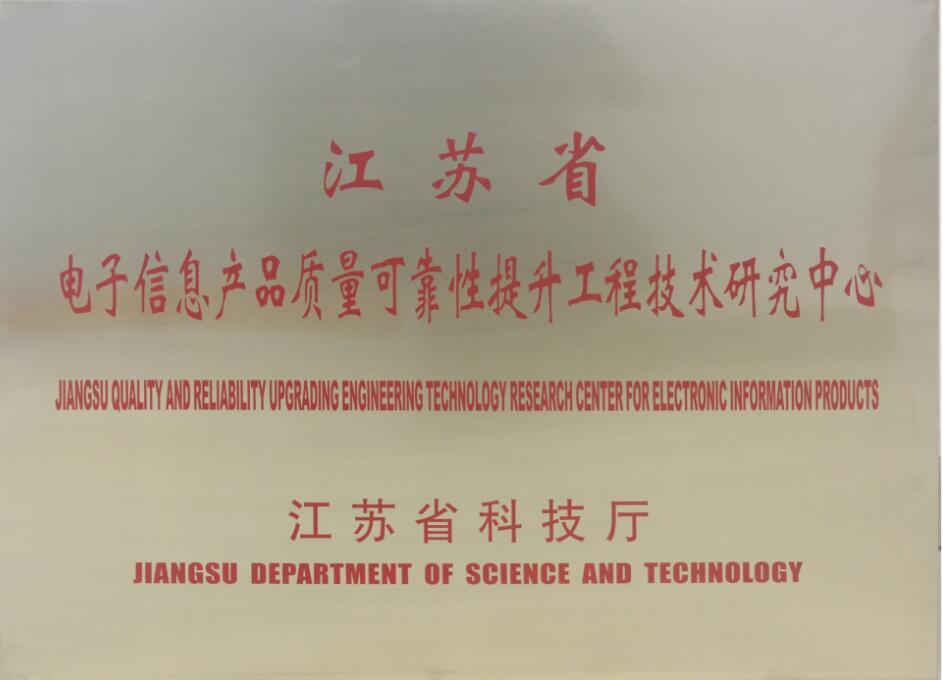 江苏省
电子信息产品质量可靠性提升工程技术研究中心
JIANGSU QUALITY AND RELIABILITY UPGRADING ENGINEERING TECHNOLOGY RESEARCH CENTER FOR ELECTRONIC INFORMATION PRODUCTS
江苏省科技厅
JIANGSU DEPARTMENT OF SCIENCE AND TECHNOLOGY